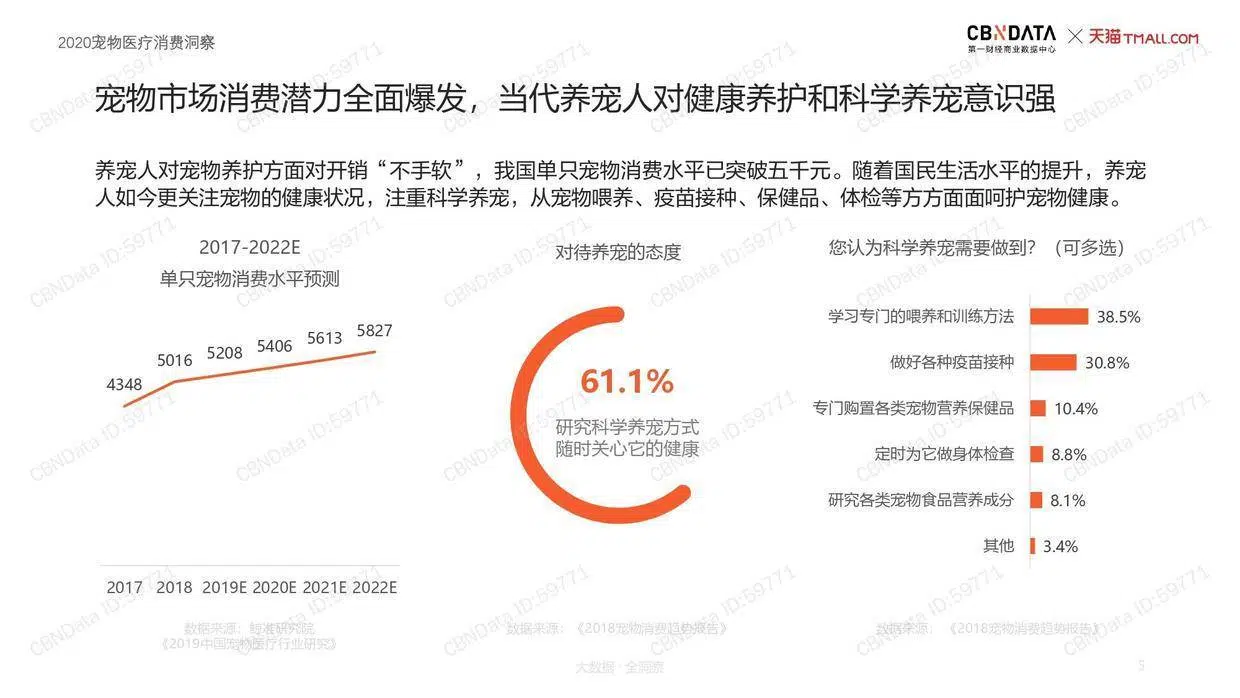 2020宠物医疗消费洞察
CBNDATA
第一财经商业数据中心
天猫TMALL.COM
宠物市场消费潜力全面爆发，当代养宠人对健康养护和科学养宠意识强
养宠人对宠物养护方面对开销“不手软”，我国单只宠物消费水平已突破五千元。随着国民生活水平的提升，养宠
人如今更关注宠物的健康状况，注重科学养宠，从宠物喂养、疫苗接种、保健品、体检等方方面面呵护宠物健康。
2017-2022E
单只宠物消费水平预测
4348
5016
5208
5406
5613
5827
2017 2018 2019E 2020E 2021E 2022E
数据来源：鲸准研究院
《2019中国宠物医疗行业研究》
对待养宠的态度
61.1%
研究科学养宠方式
随时关心它的健康
数据来源：《2018宠物消费趋势报告》
您认为科学养宠需要做到？（可多选）
学习专门的喂养和训练方法 38.5%
做好各种疫苗接种 30.8%
专门购置各类宠物营养保健品 10.4%
定时为它做身体检查 8.8%
研究各类宠物食品营养成分 8.1%
其他 3.4%
数据来源：《2018宠物消费趋势报告》
大数据·全洞察
5
CBNData ID:59771